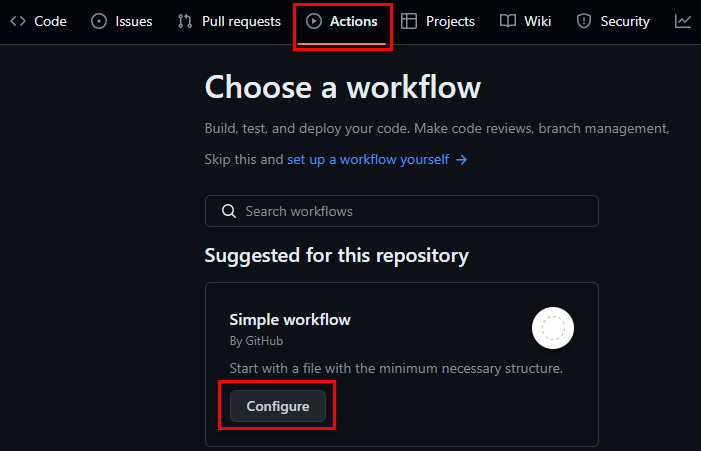 Code Issues Pull requests Actions Projects Wiki Security
Choose a workflow
Build, test, and deploy your code. Make code reviews, branch management,
Skip this and set up a workflow yourself →
Search workflows
Suggested for this repository
Simple workflow
By GitHub
Start with a file with the minimum necessary structure.
Configure